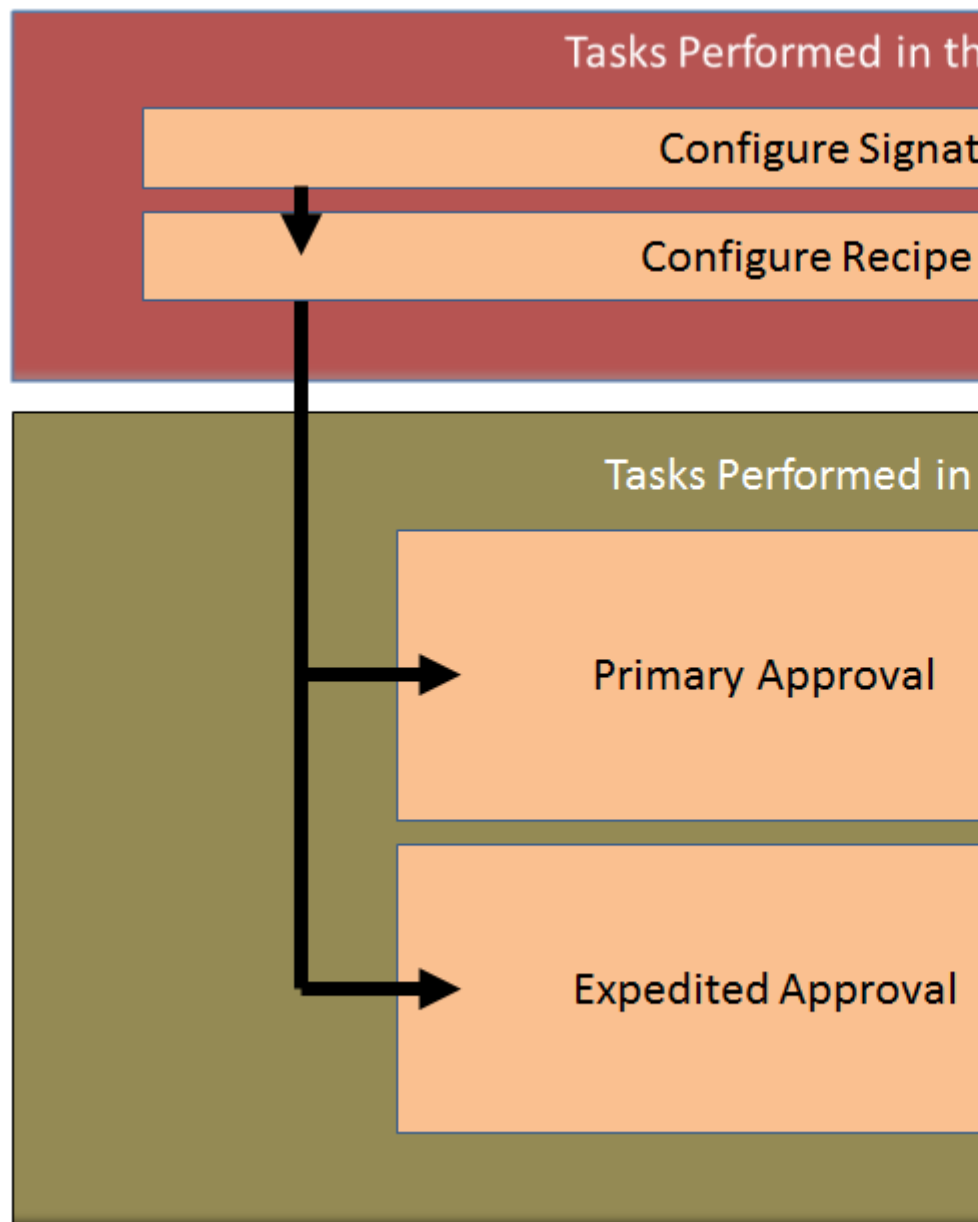 Tasks Performed in th
Configure Signat
Configure Recipe
Tasks Performed in
Primary Approval
Expedited Approval